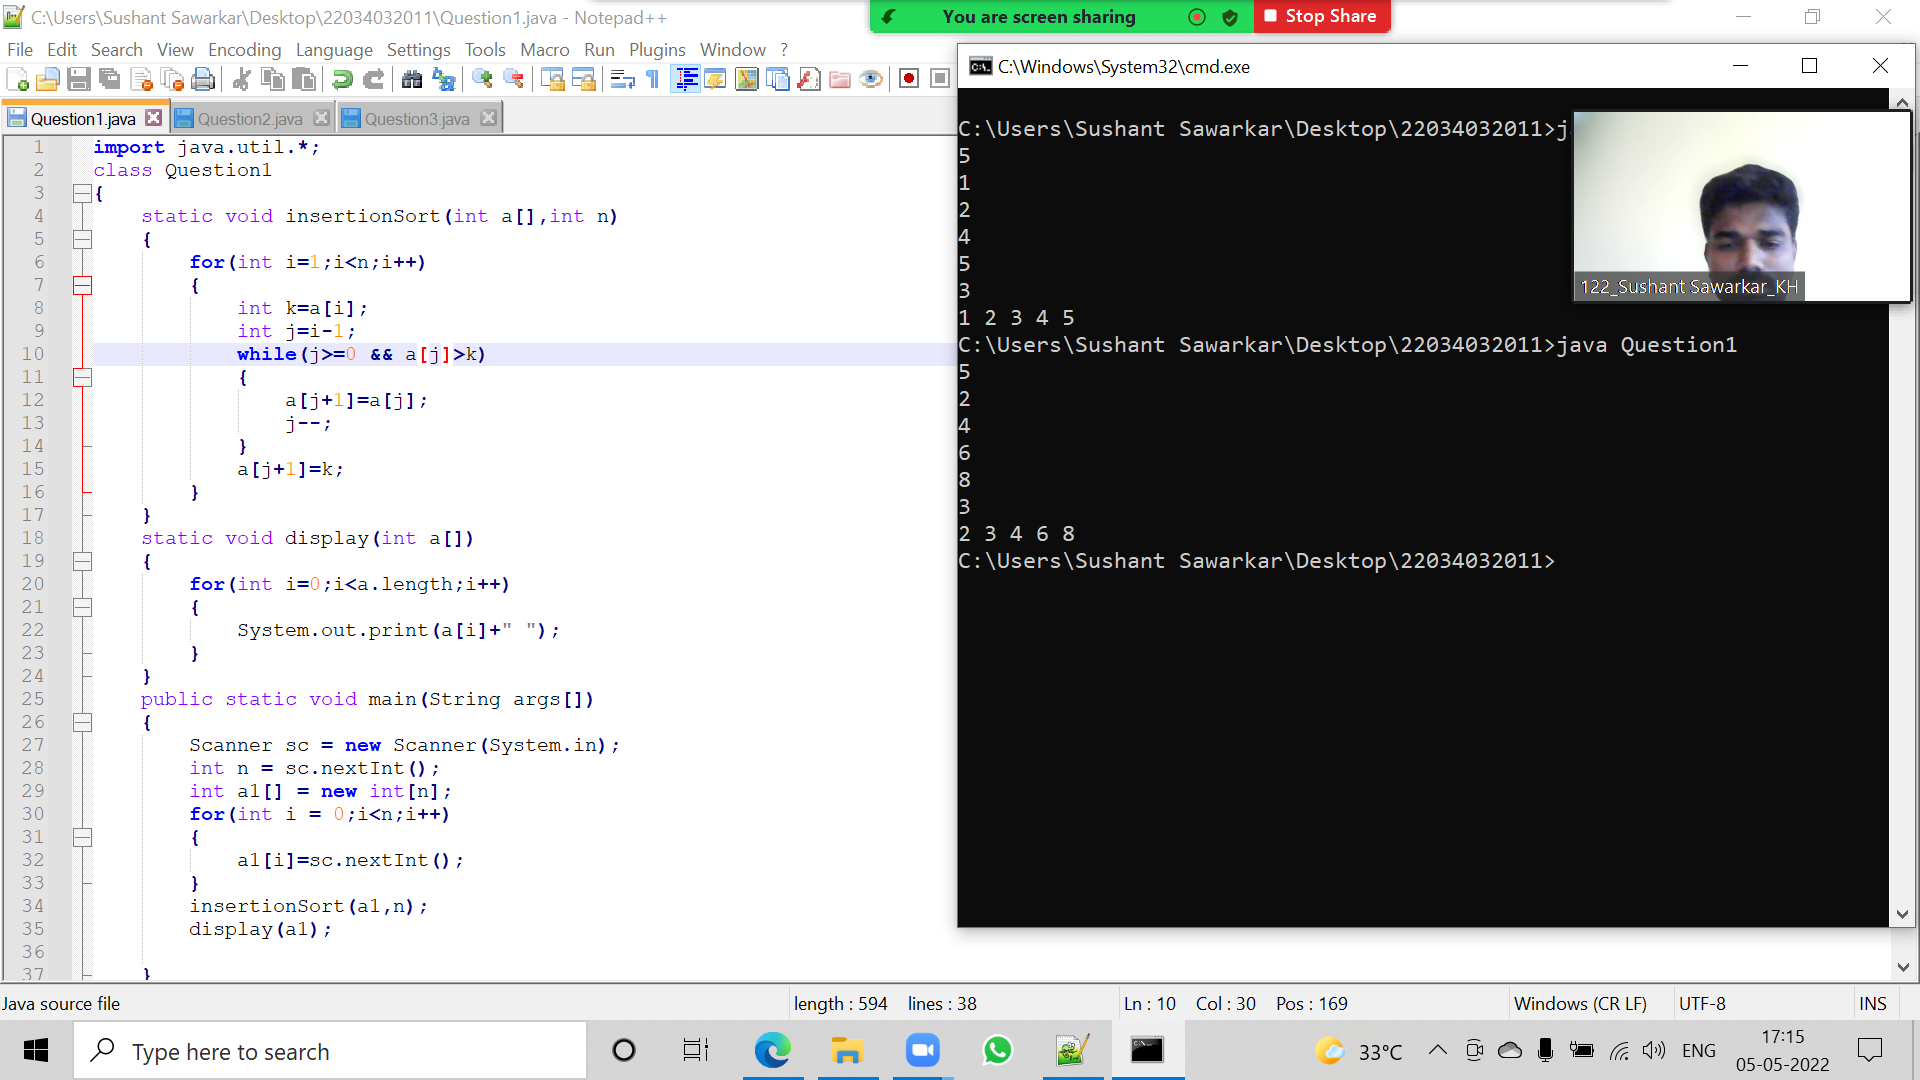 C:\Users\Sushant Sawarkar\Desktop\22034032011\Question1.java - Notepad++
You are screen sharing
Stop Share
File Edit Search View Encoding Language Settings Tools Macro Run Plugins Window ?
Question1.java Question2.java Question3.java
1 import java.util.*;
2 class Question1
3 {
4 static void insertionSort(int a[],int n)
5 {
6 for(int i=1;i<n;i++)
7 {
8 int k=a[i];
9 int j=i-1;
10 while(j>=0 && a[j]>k)
11 {
12 a[j+1]=a[j];
13 j--;
14 }
15 a[j+1]=k;
16 }
17 }
18 static void display(int a[])
19 {
20 for(int i=0;i<a.length;i++)
21 {
22 System.out.print(a[i]+" ");
23 }
24 }
25 public static void main(String args[])
26 {
27 Scanner sc = new Scanner(System.in);
28 int n = sc.nextInt();
29 int a1[] = new int[n];
30 for(int i = 0;i<n;i++)
31 {
32 a1[i]=sc.nextInt();
33 }
34 insertionSort(a1,n);
35 display(a1);
36
37 }
C:\Windows\System32\cmd.exe
C:\Users\Sushant Sawarkar\Desktop\22034032011>j
5
1
2
4
5
3
1 2 3 4 5
C:\Users\Sushant Sawarkar\Desktop\22034032011>java Question1
5
2
4
6
8
3
2 3 4 6 8
C:\Users\Sushant Sawarkar\Desktop\22034032011>
122_Sushant Sawarkar_KH
Java source file length : 594 lines : 38 Ln : 10 Col : 30 Pos : 169 Windows (CR LF) UTF-8 INS
Type here to search
33°C
ENG
17:15
05-05-2022